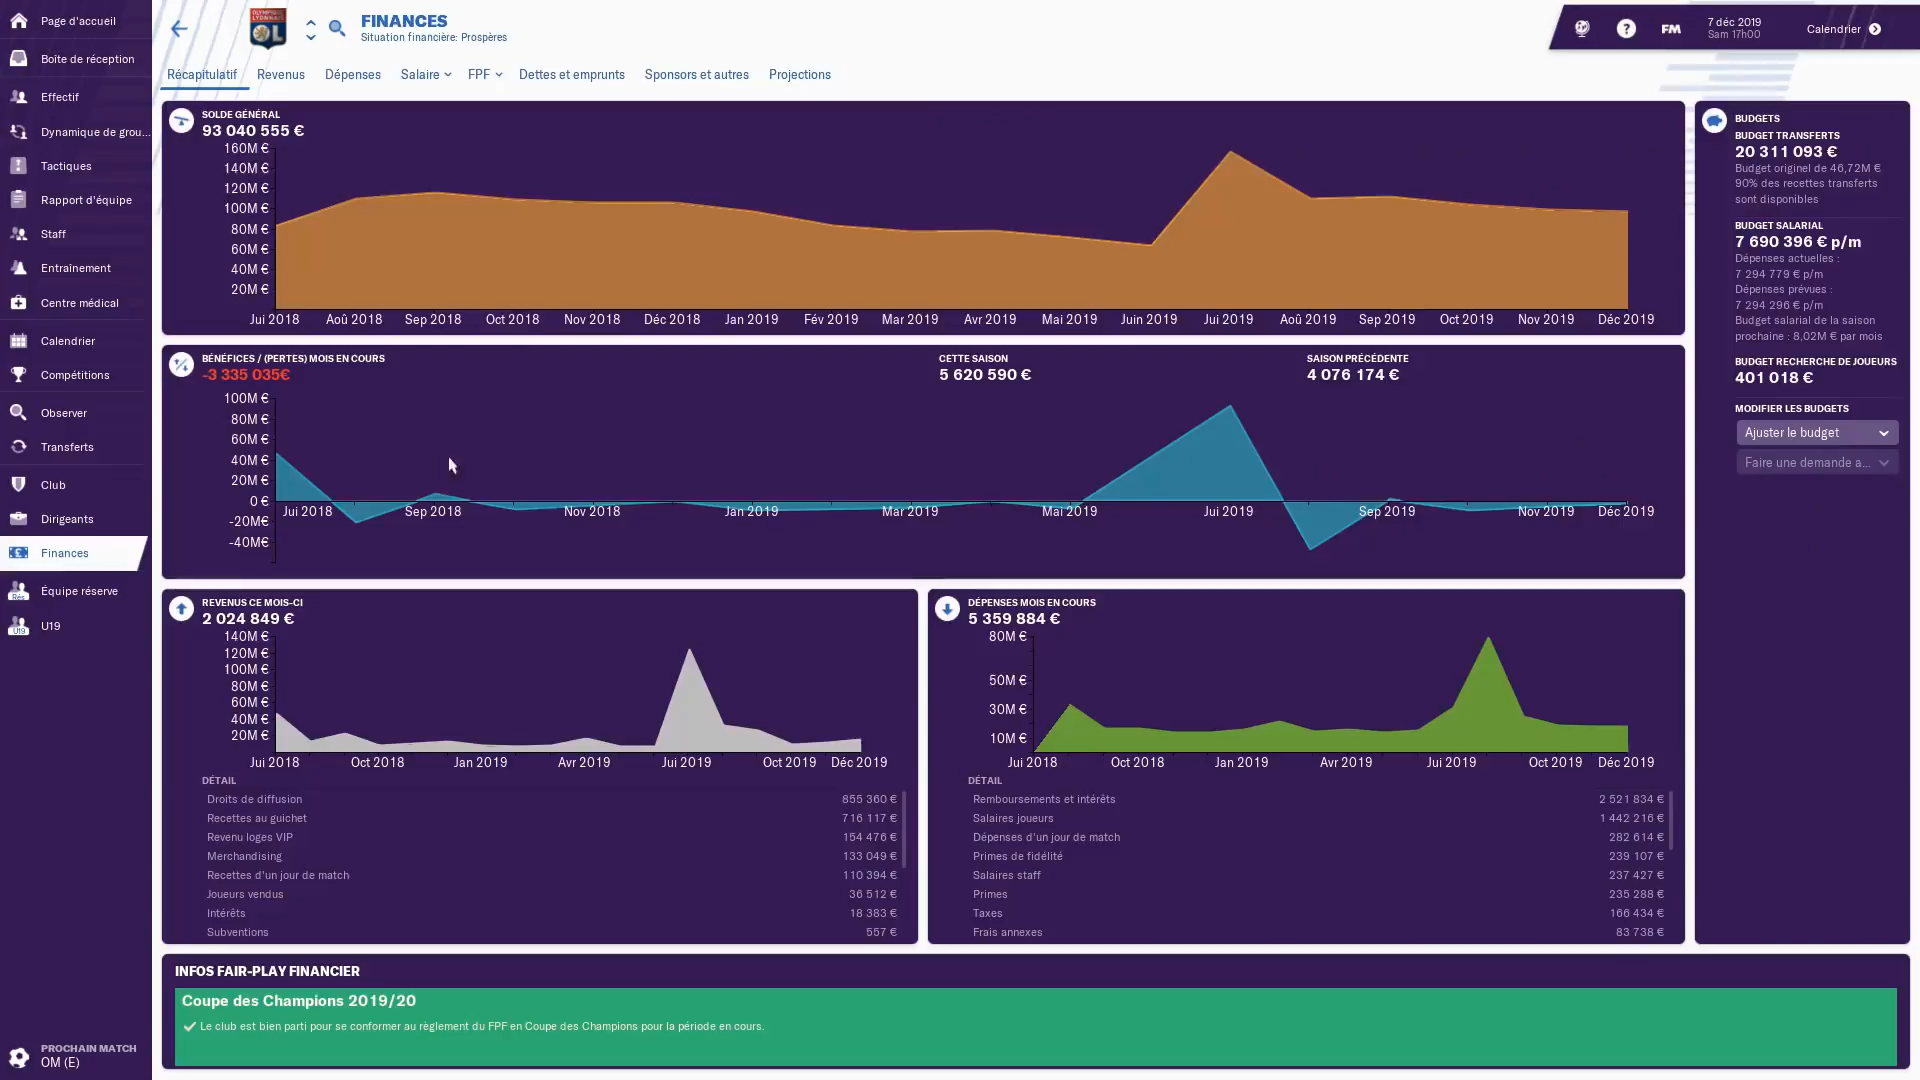 Page d'accueil
Boîte de réception
Effectif
Dynamique de grou...
Tactiques
Rapport d'équipe
Staff
Entraînement
Centre médical
Calendrier
Compétitions
Observer
Transferts
Club
Dirigeants
Finances
Équipe réserve
U19
PROCHAIN MATCH
OM (E)
OLYMPIQUE LYONNAIS
OL
FINANCES
Situation financière: Prospères
FM
7 déc 2019
Sam 17h00
Calendrier
Récapitulatif Revenus Dépenses Salaire FPF Dettes et emprunts Sponsors et autres Projections
SOLDE GÉNÉRAL
93 040 555 €
160M €
140M €
120M €
100M €
80M €
60M €
40M €
20M €
Jui 2018 Aoû 2018 Sep 2018 Oct 2018 Nov 2018 Déc 2018 Jan 2019 Fév 2019 Mar 2019 Avr 2019 Mai 2019 Juin 2019 Jui 2019 Aoû 2019 Sep 2019 Oct 2019 Nov 2019 Déc 2019
BÉNÉFICES / (PERTES) MOIS EN COURS
-3 335 035€
CETTE SAISON
5 620 590 €
SAISON PRÉCÉDENTE
4 076 174 €
100M €
80M €
60M €
40M €
20M €
0 €
-20M€
-40M€
Jui 2018 Sep 2018 Nov 2018 Jan 2019 Mar 2019 Mai 2019 Jui 2019 Sep 2019 Nov 2019 Déc 2019
REVENUS CE MOIS-CI
2 024 849 €
140M €
120M €
100M €
80M €
60M €
40M €
20M €
Jui 2018 Oct 2018 Jan 2019 Avr 2019 Jui 2019 Oct 2019 Déc 2019
DÉTAIL
Droits de diffusion 855 360 €
Recettes au guichet 716 117 €
Revenu loges VIP 154 476 €
Merchandising 133 049 €
Recettes d'un jour de match 110 394 €
Joueurs vendus 36 512 €
Intérêts 18 383 €
Subventions 557 €
DÉPENSES MOIS EN COURS
5 359 884 €
80M €
50M €
30M €
10M €
Jui 2018 Oct 2018 Jan 2019 Avr 2019 Jui 2019 Oct 2019 Déc 2019
DÉTAIL
Remboursements et intérêts 2 521 834 €
Salaires joueurs 1 442 216 €
Dépenses d'un jour de match 282 614 €
Primes de fidélité 239 107 €
Salaires staff 237 427 €
Primes 235 288 €
Taxes 166 434 €
Frais annexes 83 738 €
BUDGETS
BUDGET TRANSFERTS
20 311 093 €
Budget originel de 46,72M €
90% des recettes transferts
sont disponibles
BUDGET SALARIAL
7 690 396 € p/m
Dépenses actuelles :
7 294 779 € p/m
Dépenses prévues :
7 294 296 € p/m
Budget salarial de la saison
prochaine : 8,02M € par mois
BUDGET RECHERCHE DE JOUEURS
401 018 €
MODIFIER LES BUDGETS
Ajuster le budget
Faire une demande a...
INFOS FAIR-PLAY FINANCIER
Coupe des Champions 2019/20
Le club est bien parti pour se conformer au règlement du FPF en Coupe des Champions pour la période en cours.